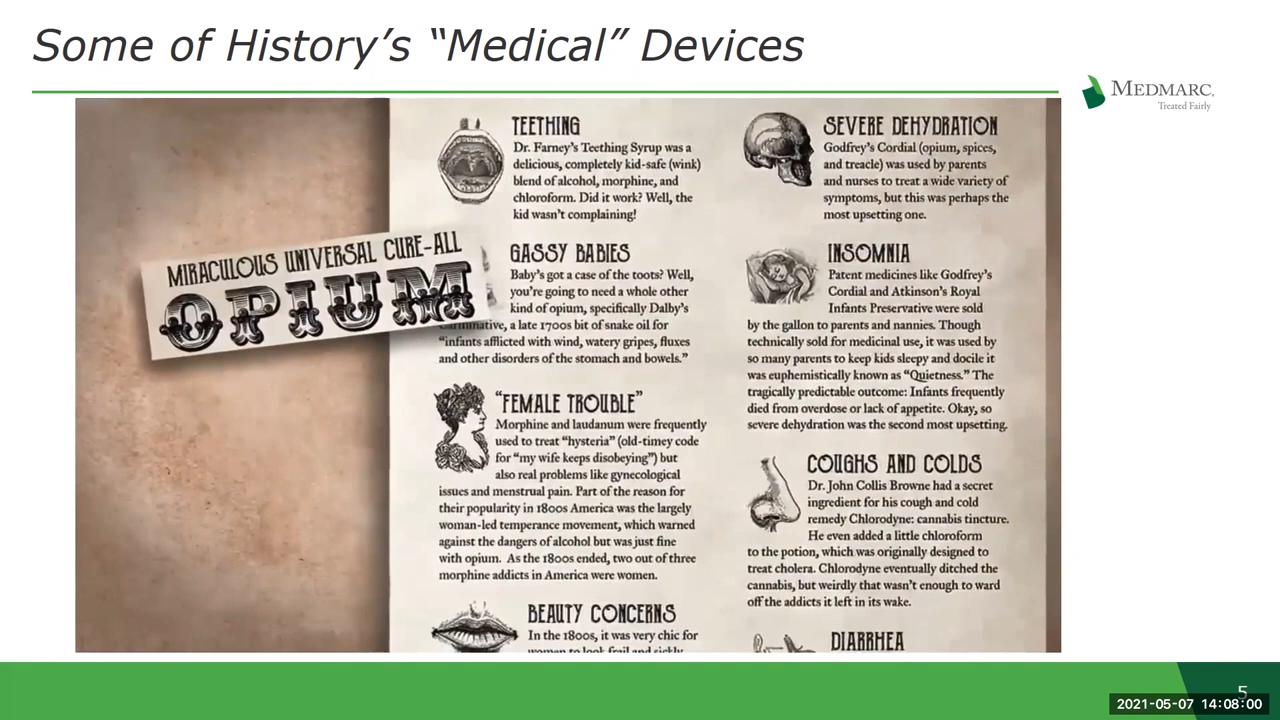 Some of History’s “Medical” Devices
MEDMARC.
Treated Fairly
MIRACULOUS UNIVERSAL CURE-ALL
OPIUM
TEETHING
Dr. Farney’s Teething Syrup was a
delicious, completely kid-safe (wink)
blend of alcohol, morphine, and
chloroform. Did it work? Well, the
kid wasn’t complaining!
GASSY BABIES
Baby’s got a case of the toots? Well,
you’re going to need a whole other
kind of opium, specifically Dalby’s
Carminative, a late 1700s bit of snake oil for
“infants afflicted with wind, watery gripes, fluxes
and other disorders of the stomach and bowels.”
“FEMALE TROUBLE”
Morphine and laudanum were frequently
used to treat “hysteria” (old-timey code
for “my wife keeps disobeying”) but
also real problems like gynecological
issues and menstrual pain. Part of the reason for
their popularity in 1800s America was the largely
woman-led temperance movement, which warned
against the dangers of alcohol but was just fine
with opium. As the 1800s ended, two out of three
morphine addicts in America were women.
BEAUTY CONCERNS
In the 1800s, it was very chic for
women to look frail and sickly
SEVERE DEHYDRATION
Godfrey’s Cordial (opium, spices,
and treacle) was used by parents
and nurses to treat a wide variety of
symptoms, but this was perhaps the
most upsetting one.
INSOMNIA
Patent medicines like Godfrey’s
Cordial and Atkinson’s Royal
Infants Preservative were sold
by the gallon to parents and nannies. Though
technically sold for medicinal use, it was used by
so many parents to keep kids sleepy and docile it
was euphemistically known as “Quietness.” The
tragically predictable outcome: Infants frequently
died from overdose or lack of appetite. Okay, so
severe dehydration was the second most upsetting.
COUGHS AND COLDS
Dr. John Collis Browne had a secret
ingredient for his cough and cold
remedy Chlorodyne: cannabis tincture.
He even added a little chloroform
to the potion, which was originally designed to
treat cholera. Chlorodyne eventually ditched the
cannabis, but weirdly that wasn’t enough to ward
off the addicts it left in its wake.
DIARRHEA
5
2021-05-07 14:08:00